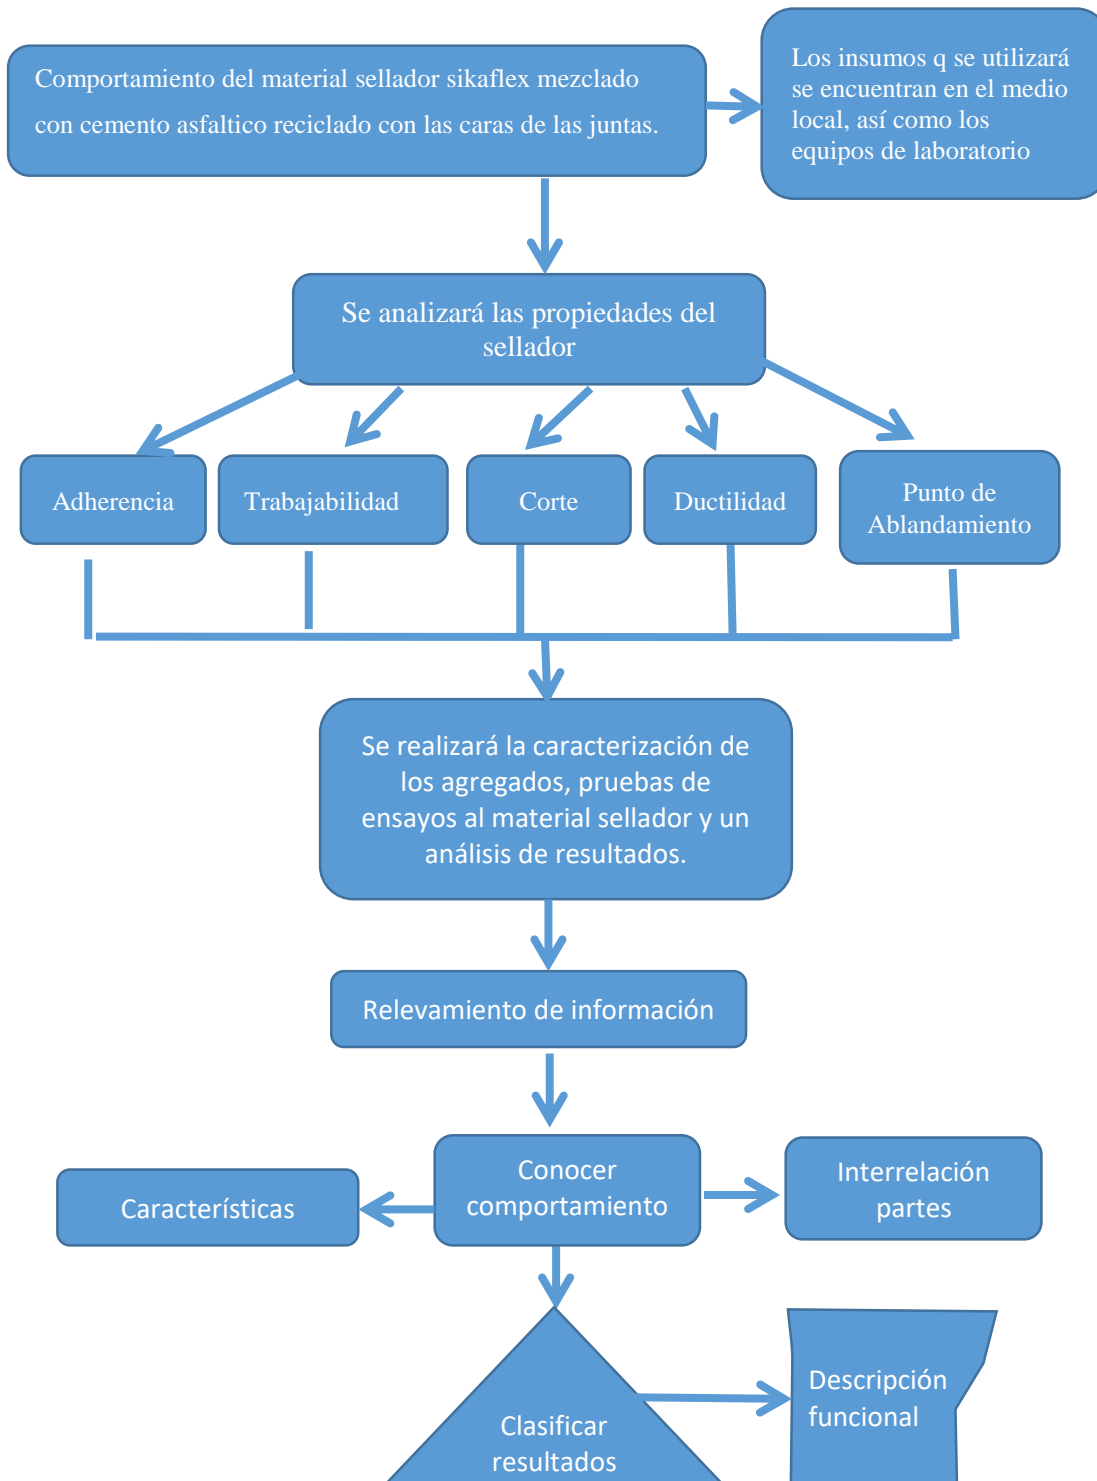 Comportamiento del material sellador sikaflex mezclado
con cemento asfaltico reciclado con las caras de las juntas.
Los insumos q se utilizará
se encuentran en el medio
local, así como los
equipos de laboratorio
Se analizará las propiedades del
sellador
Adherencia
Trabajabilidad
Corte
Ductilidad
Punto de
Ablandamiento
Se realizará la caracterización de
los agregados, pruebas de
ensayos al material sellador y un
análisis de resultados.
Relevamiento de información
Conocer
comportamiento
Característícas
Interrelación
partes
Descripción
funcional
Clasificar
resultados